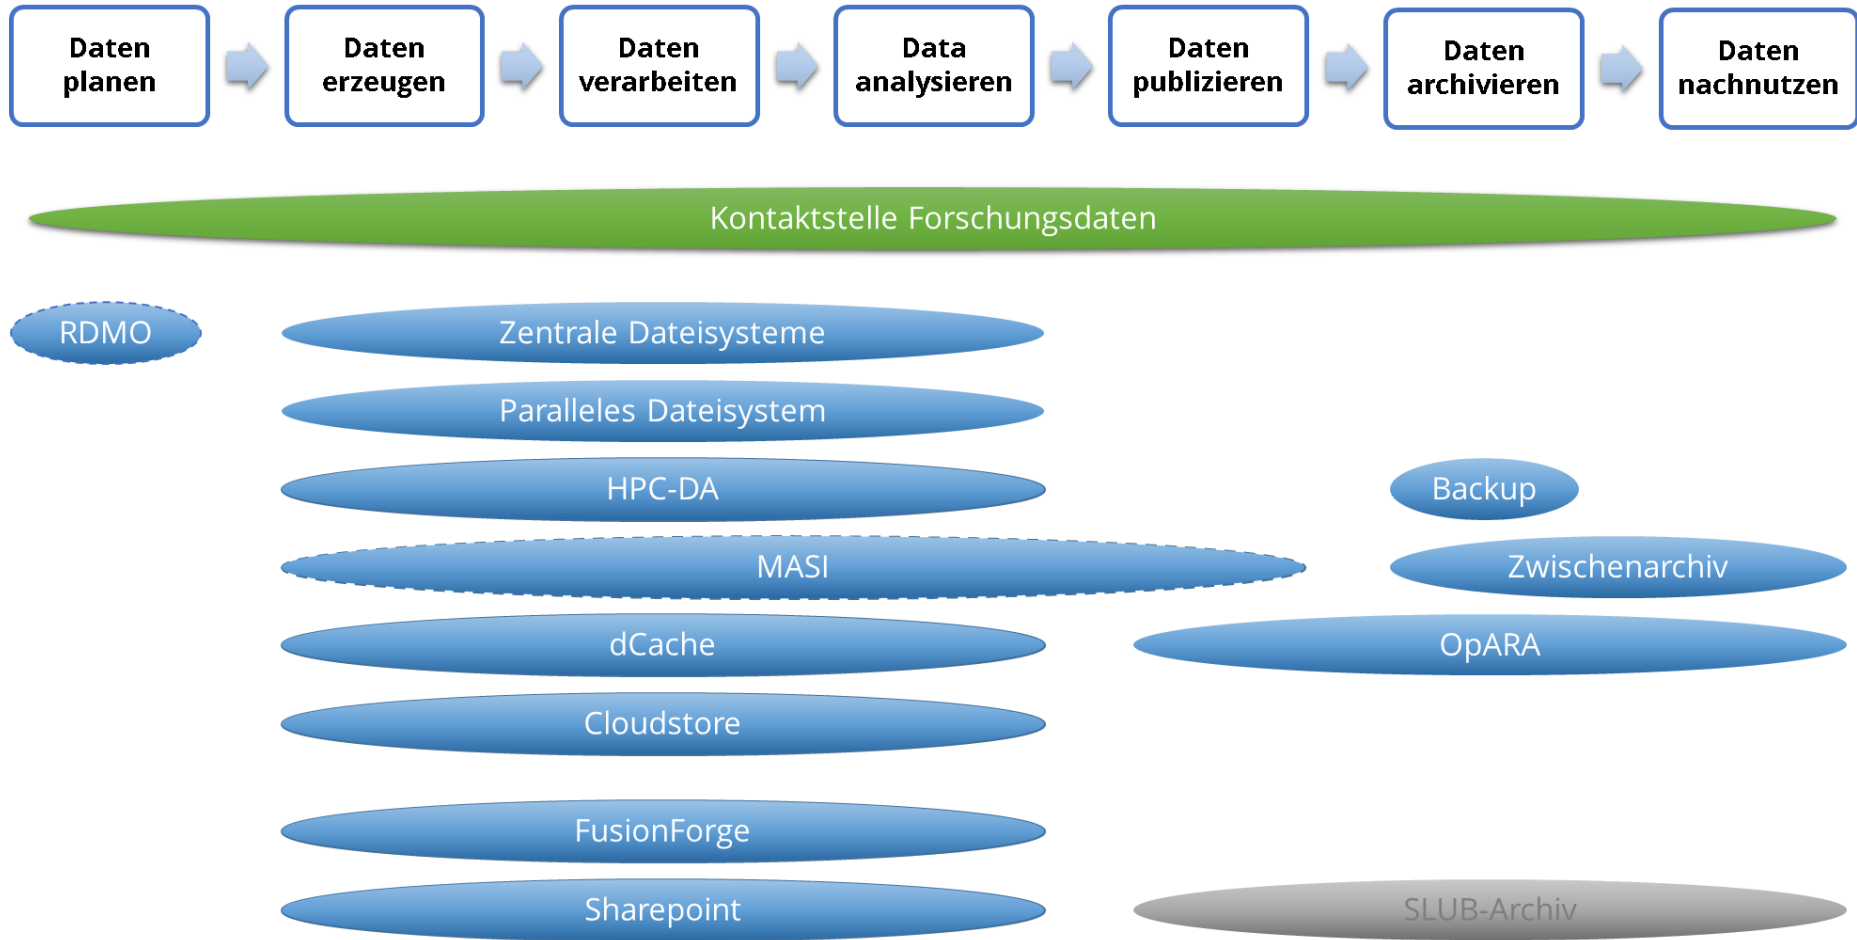 Daten
planen
Daten
erzeugen
Daten
verarbeiten
Data
analysieren
Daten
publizieren
Daten
archivieren
Daten
nachnutzen
Kontaktstelle Forschungsdaten
RDMO
Zentrale Dateisysteme
Paralleles Dateisystem
HPC-DA
Backup
MASI
Zwischenarchiv
dCache
OpARA
Cloudstore
FusionForge
Sharepoint
SLUB-Archiv